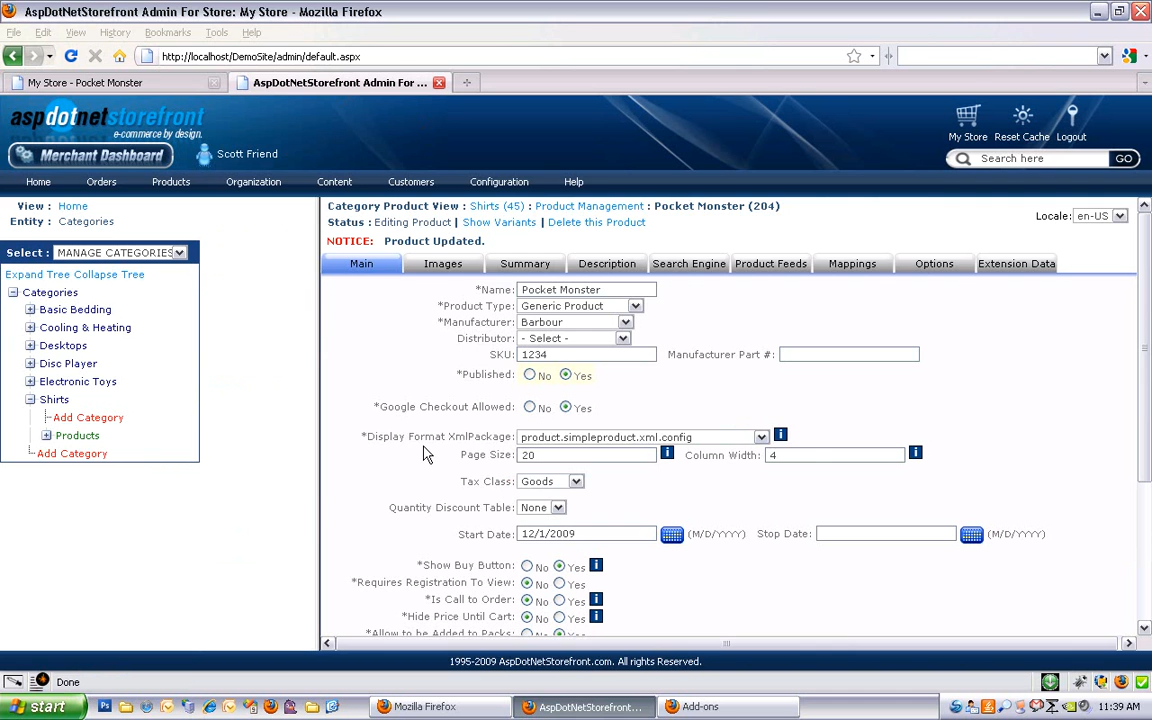 AspDotNetStorefront Admin For Store: My Store - Mozilla Firefox
File Edit View History Bookmarks Tools Help
http://localhost/DemoSite/admin/default.aspx
My Store - Pocket Monster
AspDotNetStorefront Admin For ...
aspdotnetstorefront
e-commerce by design.
My Store Reset Cache Logout
Merchant Dashboard Scott Friend
Search here GO
Home Orders Products Organization Content Customers Configuration Help
View : Home
Entity : Categories
Select : MANAGE CATEGORIES
Expand Tree Collapse Tree
Categories
Basic Bedding
Cooling & Heating
Desktops
Disc Player
Electronic Toys
Shirts
Add Category
Products
Add Category
Category Product View : Shirts (45) : Product Management : Pocket Monster (204)
Status : Editing Product | Show Variants | Delete this Product
Locale: en-US
NOTICE: Product Updated.
Main Images Summary Description Search Engine Product Feeds Mappings Options Extension Data
*Name: Pocket Monster
*Product Type: Generic Product
*Manufacturer: Barbour
Distributor: - Select -
SKU: 1234 Manufacturer Part #:
*Published: No Yes
*Google Checkout Allowed: No Yes
*Display Format XmlPackage: product.simpleproduct.xml.config
Page Size: 20 Column Width: 4
Tax Class: Goods
Quantity Discount Table: None
Start Date: 12/1/2009 (M/D/YYYY) Stop Date: (M/D/YYYY)
*Show Buy Button: No Yes
*Requires Registration To View: No Yes
*Is Call to Order: No Yes
*Hide Price Until Cart: No Yes
*Allow to be Added to Packs: No Yes
1995-2009 AspDotNetStorefront.com. All rights Reserved.
Done
start Mozilla Firefox AspDotNetStorefront... Add-ons 11:39 AM